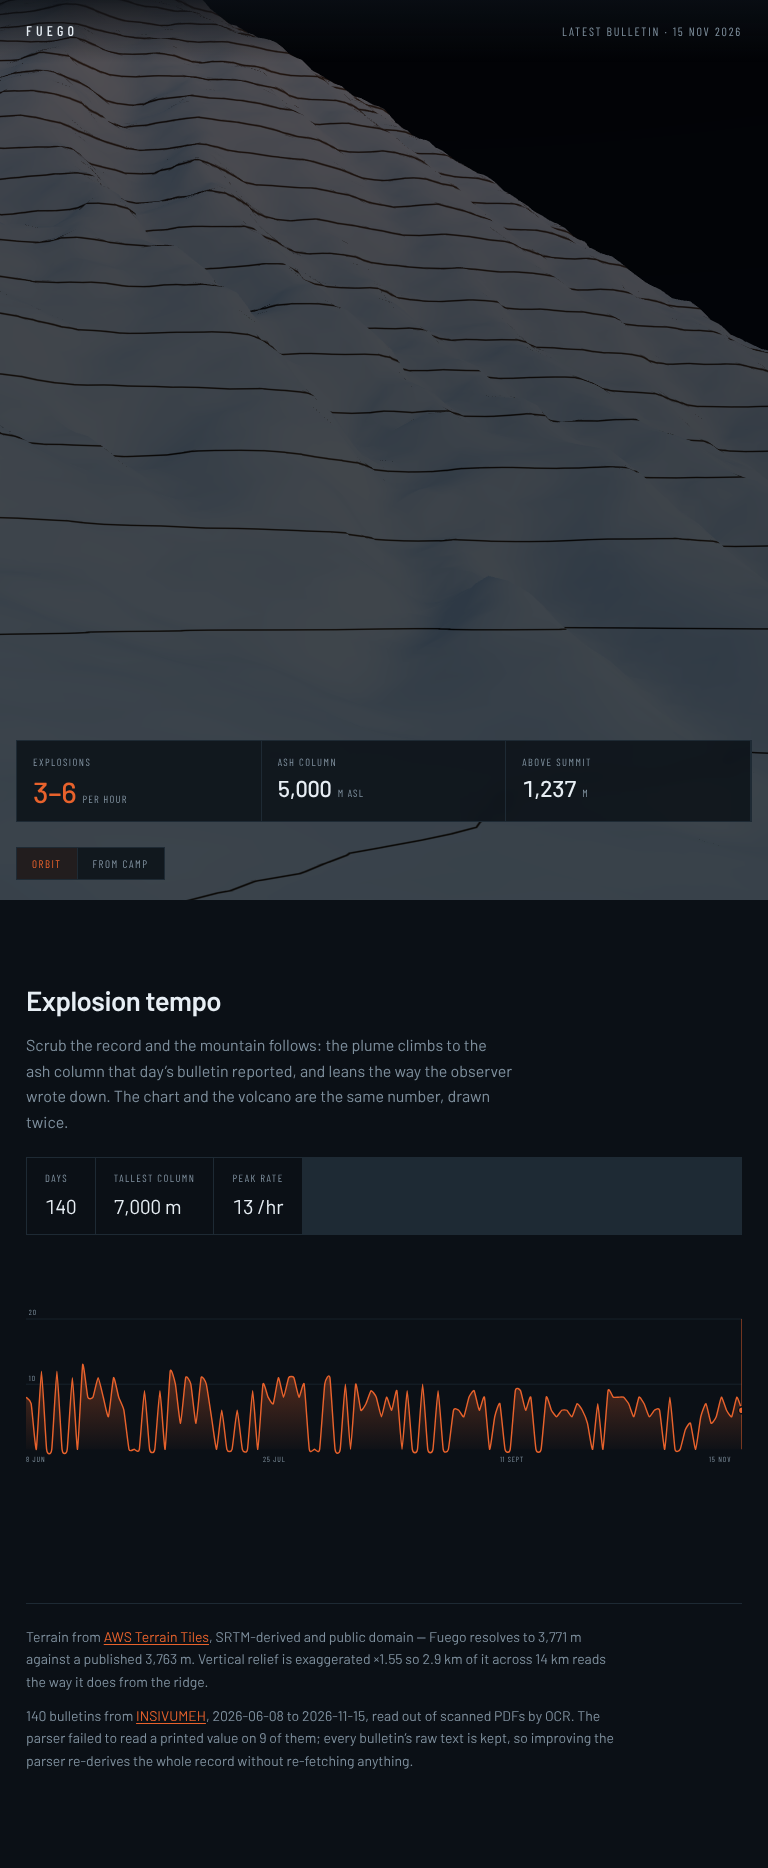 FUEGO
LATEST BULLETIN · 15 NOV 2026
EXPLOSIONS
3–6 PER HOUR
ASH COLUMN
5,000 M ASL
ABOVE SUMMIT
1,237 M
ORBIT
FROM CAMP
Explosion tempo
Scrub the record and the mountain follows: the plume climbs to the
ash column that day’s bulletin reported, and leans the way the observer
wrote down. The chart and the volcano are the same number, drawn
twice.
DAYS
140
TALLEST COLUMN
7,000 m
PEAK RATE
13 /hr
20
10
8 JUN
25 JUL
11 SEPT
15 NOV
Terrain from AWS Terrain Tiles, SRTM-derived and public domain — Fuego resolves to 3,771 m
against a published 3,763 m. Vertical relief is exaggerated ×1.55 so 2.9 km of it across 14 km reads
the way it does from the ridge.
140 bulletins from INSIVUMEH, 2026-06-08 to 2026-11-15, read out of scanned PDFs by OCR. The
parser failed to read a printed value on 9 of them; every bulletin’s raw text is kept, so improving the
parser re-derives the whole record without re-fetching anything.